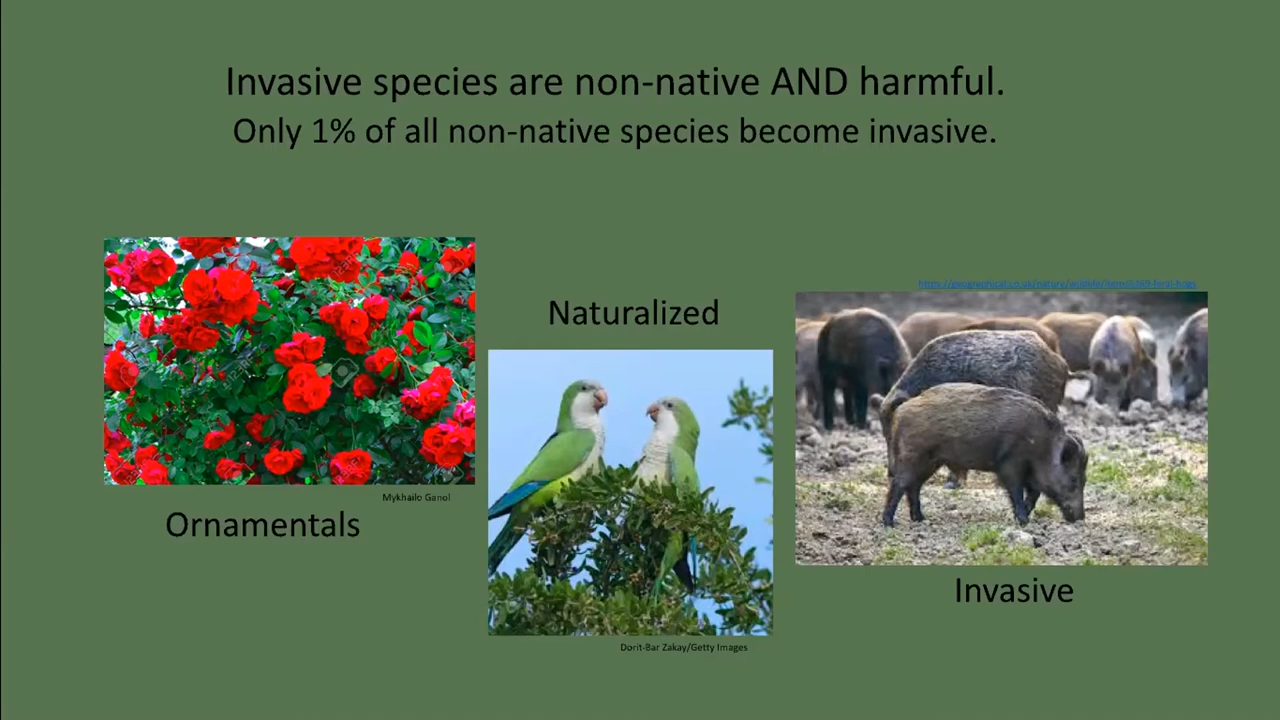 Invasive species are non-native AND harmful.
Only 1% of all non-native species become invasive.
Naturalized
Mykhailo Ganol
Ornamentals
Invasive
Dorit-Bar Zakay/Getty Images